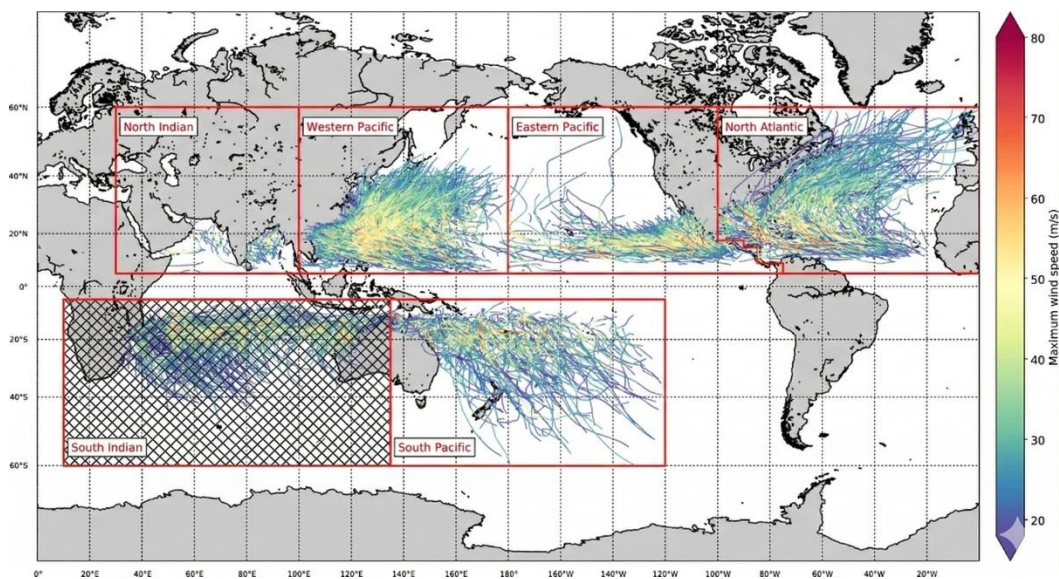 80
60°N
North Indian
Western Pacific
Eastern Pacific
North Atlantic
70
40°N
60
20°N
50
0°
Maximum wind speed (m/s)
20°S
40
40°S
30
South Indian
South Pacific
60°S
20
0°
20°E
40°E
60°E
80°E
100°E
120°E
140°E
160°E
180°
160°W
140°W
120°W
100°W
80°W
60°W
40°W
20°W